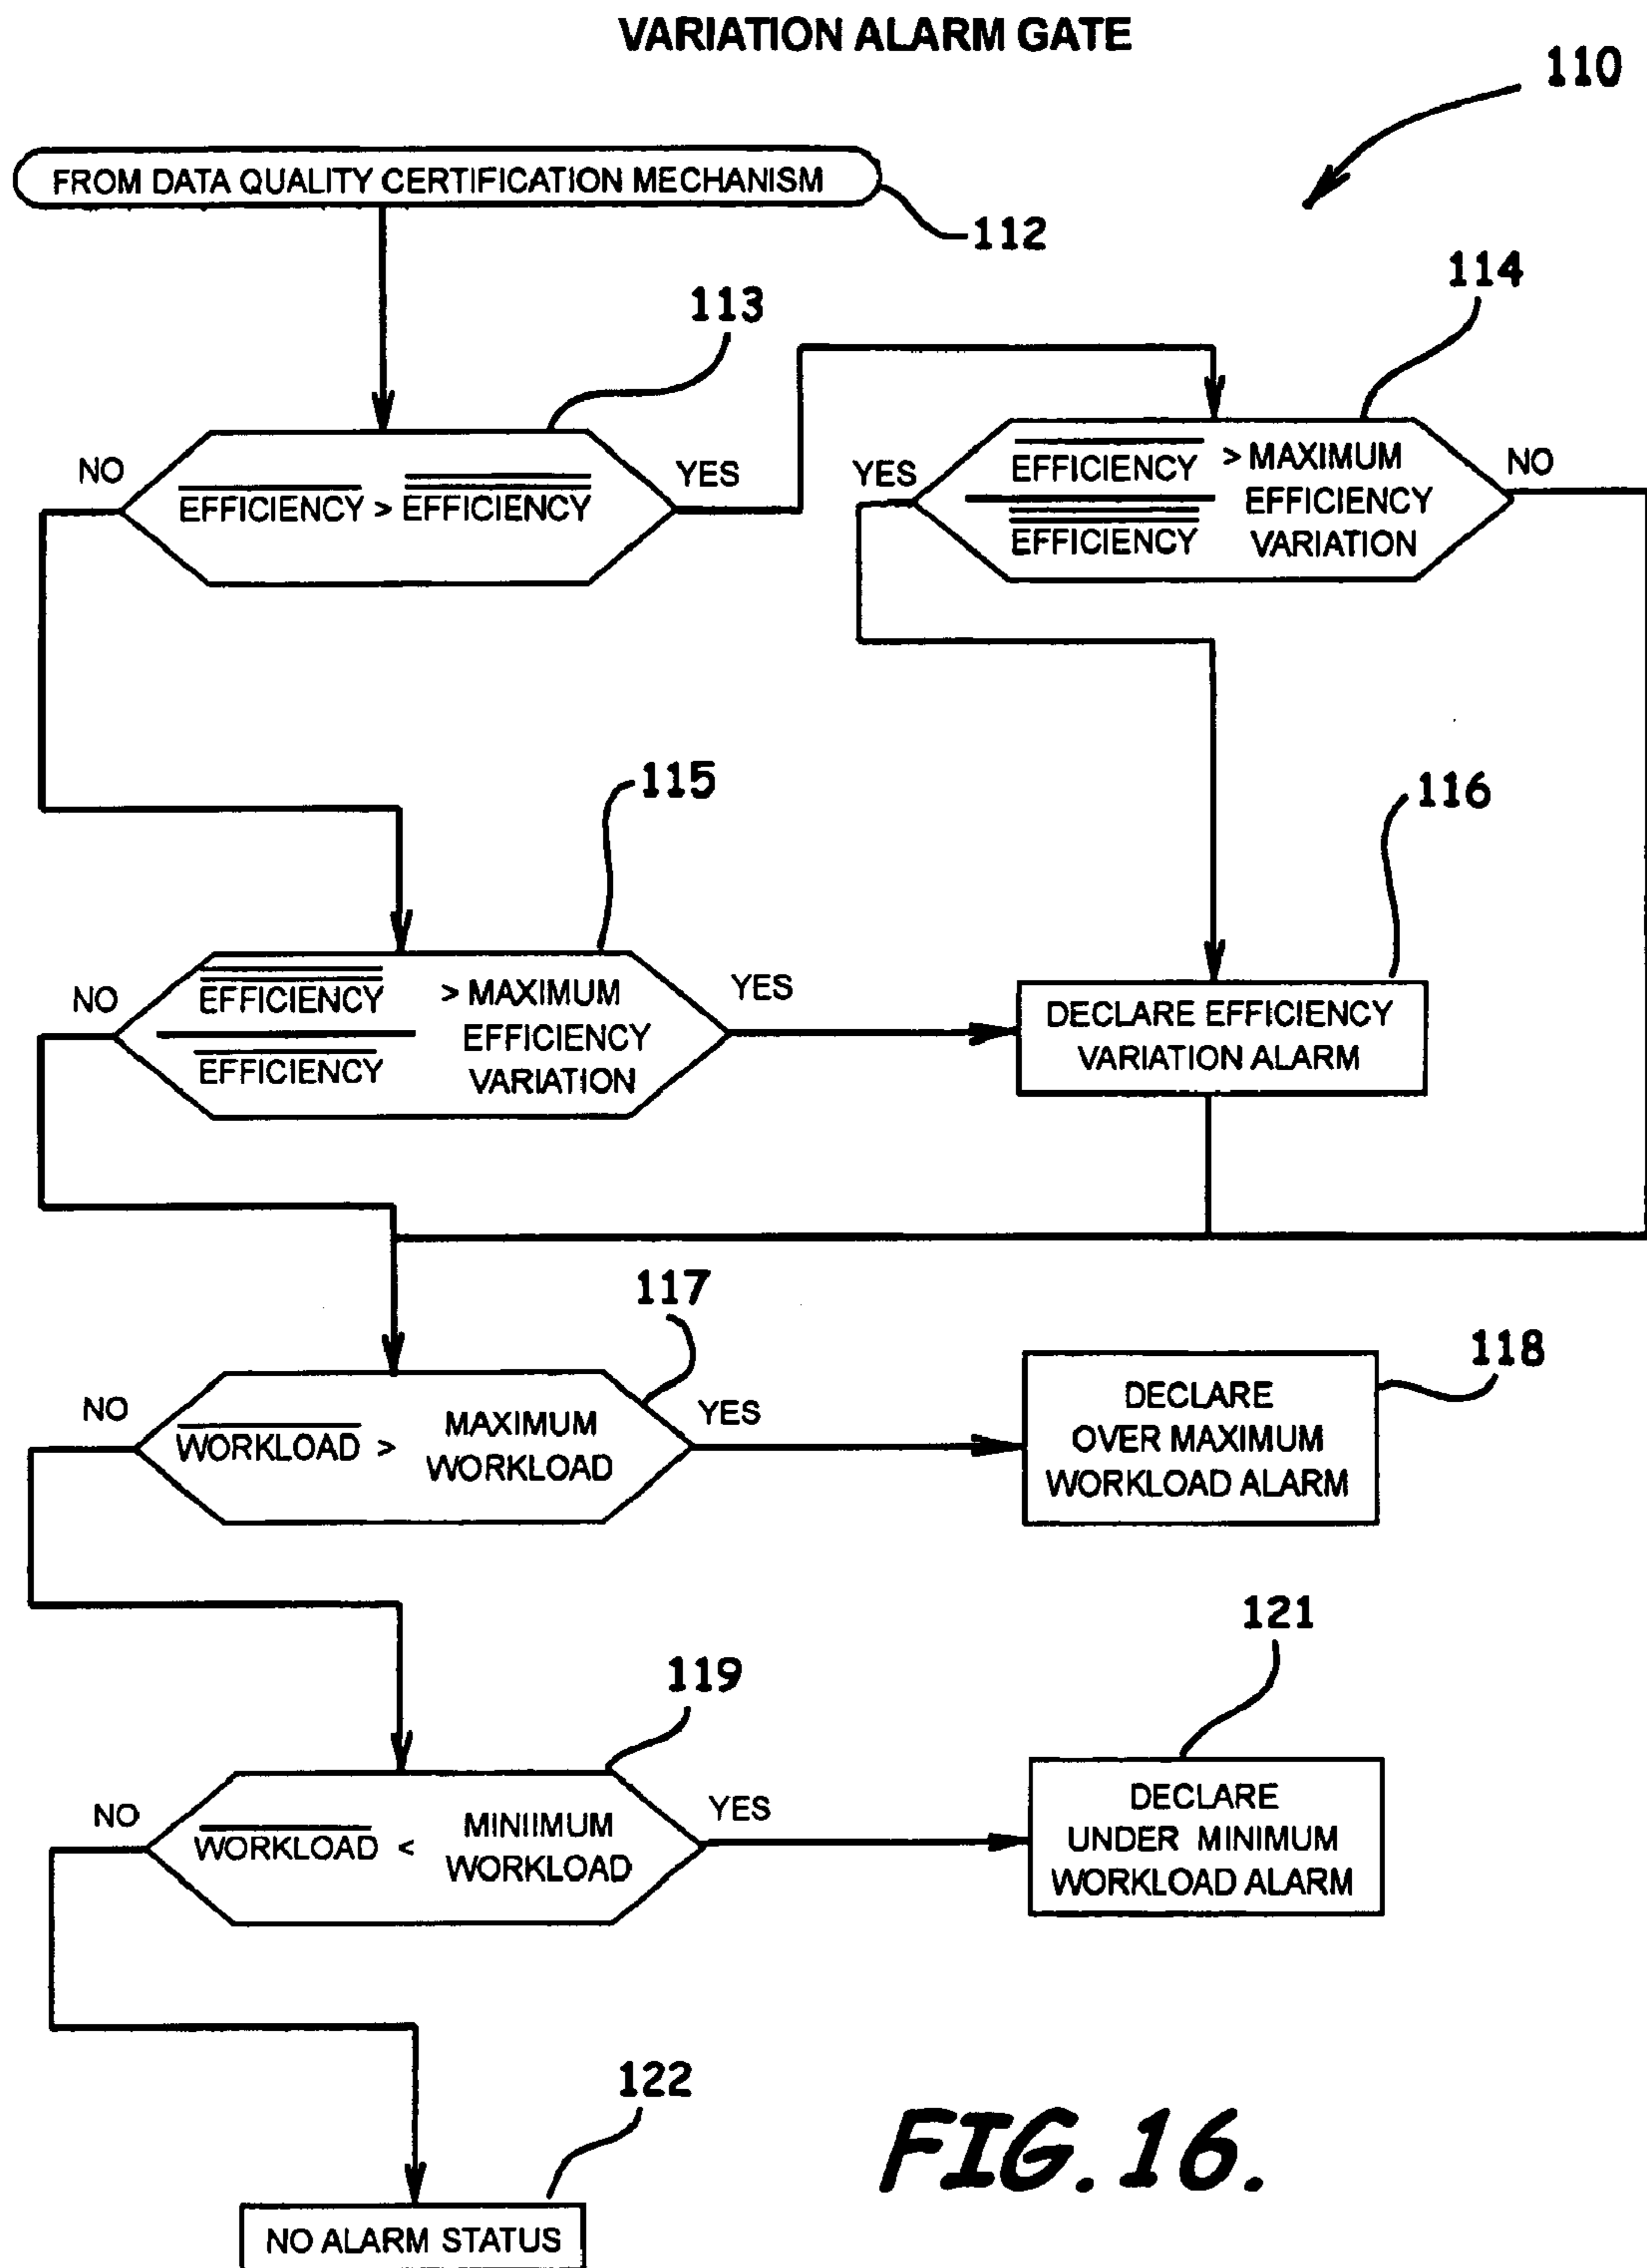 VARIATION ALARM GATE
110
FROM DATA QUALITY CERTIFICATION MECHANISM
112
113
114
NO
EFFICIENCY > EFFICIENCY
YES
YES
EFFICIENCY > MAXIMUM
EFFICIENCY
EFFICIENCY
VARIATION
NO
115
116
NO
EFFICIENCY > MAXIMUM
EFFICIENCY
EFFICIENCY
VARIATION
YES
DECLARE EFFICIENCY
VARIATION ALARM
117
118
NO
WORKLOAD >
MAXIMUM
WORKLOAD
YES
DECLARE
OVER MAXIMUM
WORKLOAD ALARM
119
121
NO
WORKLOAD <
MINIIMUM
WORKLOAD
YES
DECLARE
UNDER MINIMUM
WORKLOAD ALARM
122
NO ALARM STATUS
FIG. 16.